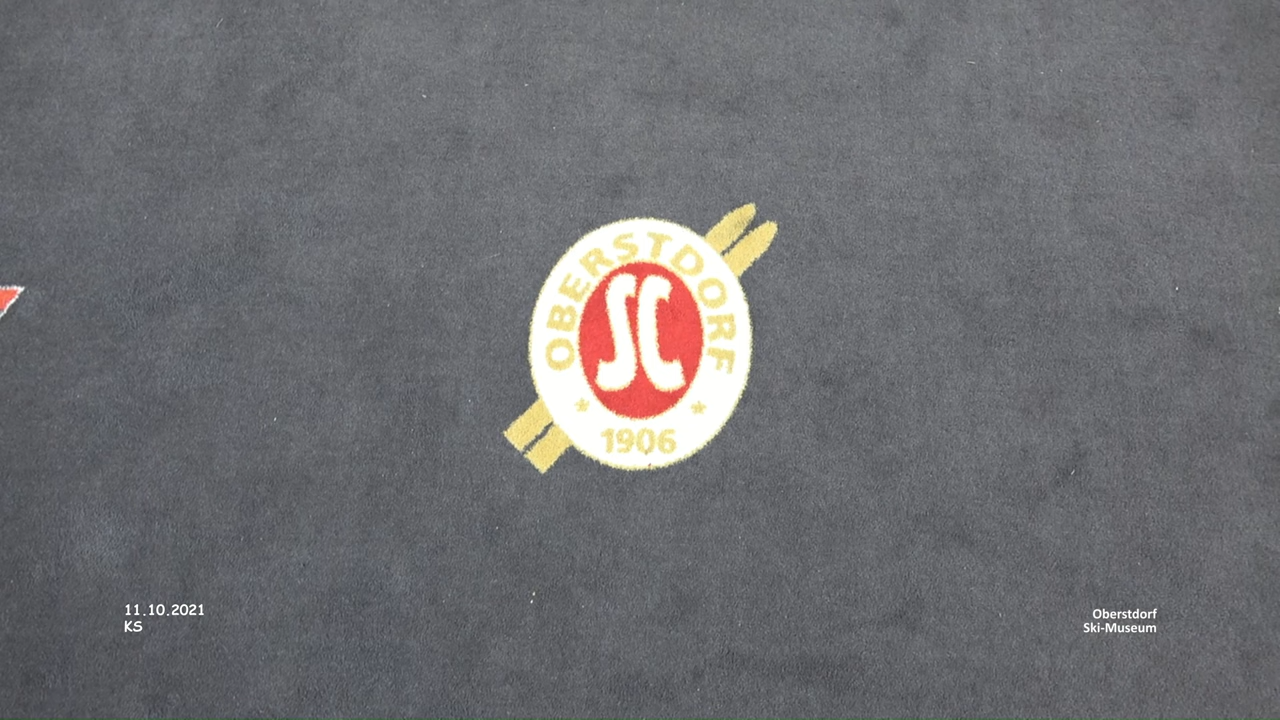 OBERSTDORF
SC
1906
11.10.2021
KS
Oberstdorf
Ski-Museum